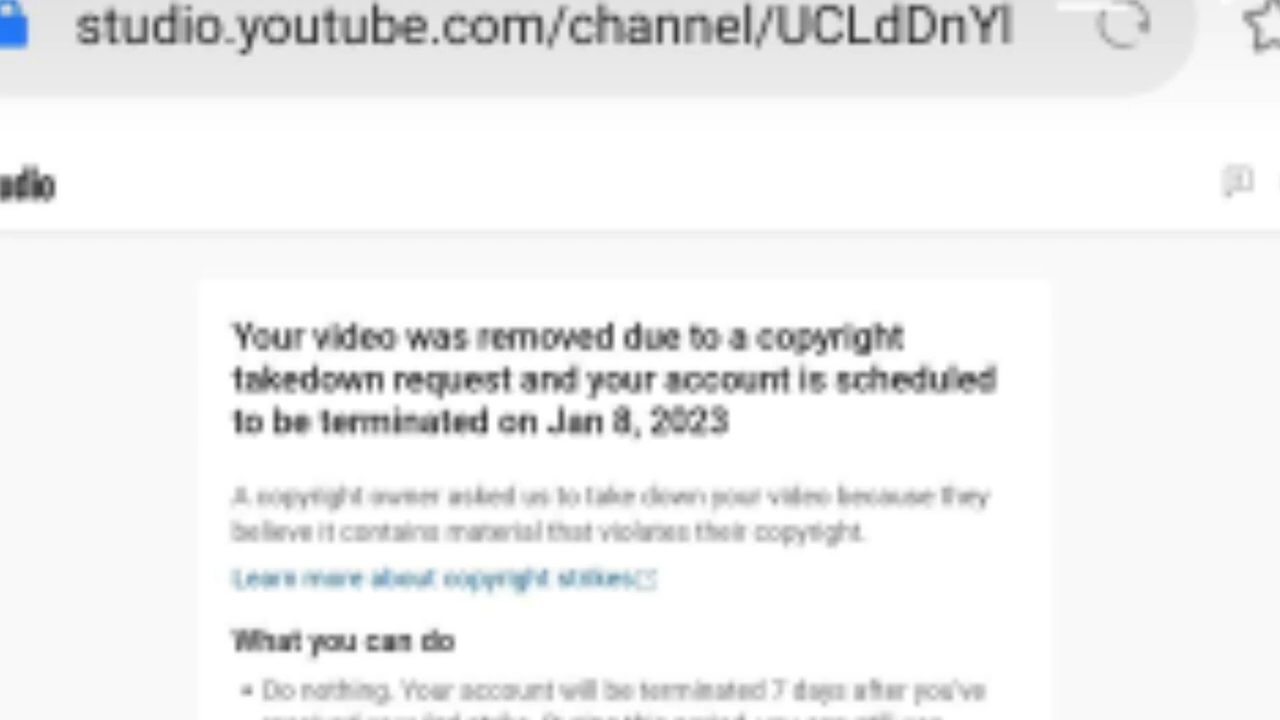 studio.youtube.com/channel/UCLdDnYl
udio
Your video was removed due to a copyright
takedown request and your account is scheduled
to be terminated on Jan 8, 2023
A copyright owner asked us to take down your video because they
believe it contains material that violates their copyright.
Learn more about copyright strikes
What you can do
• Do nothing. Your account will be terminated 7 days after you've